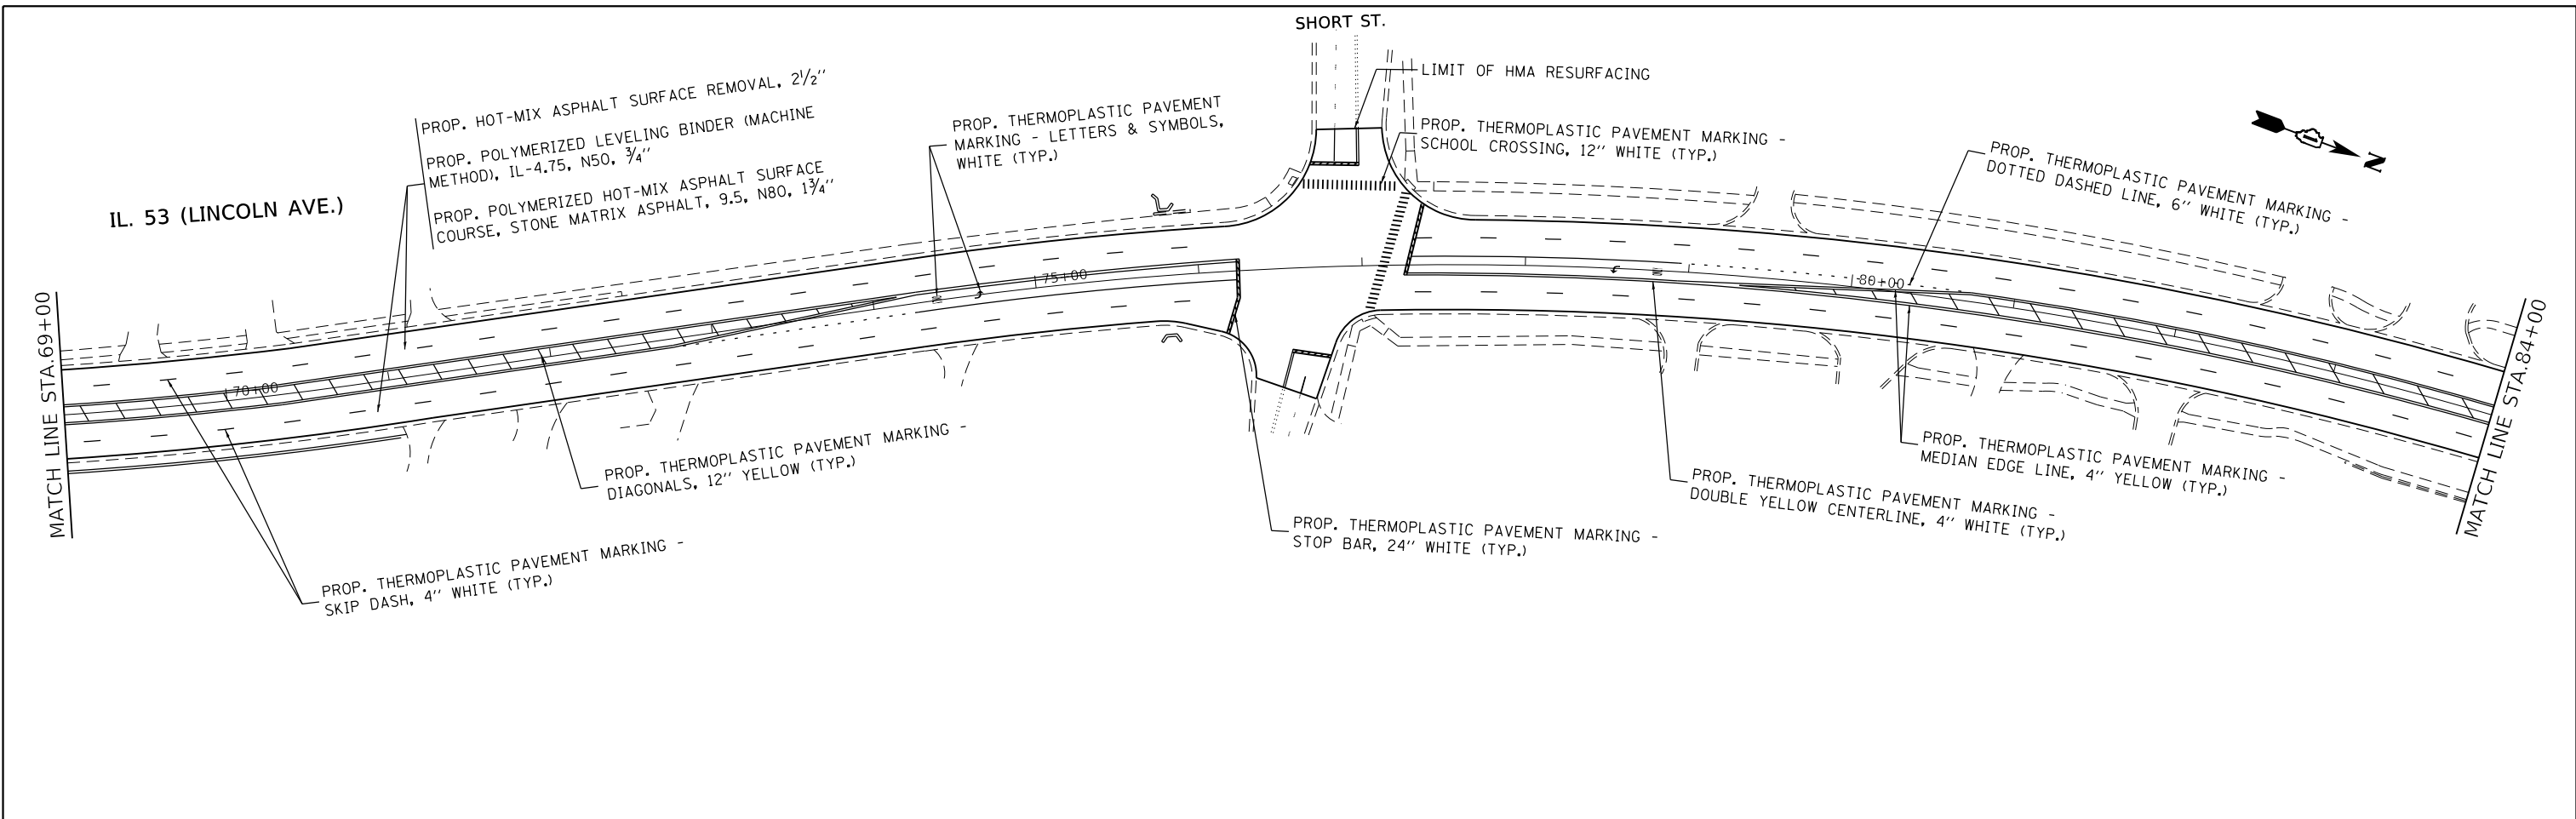 SHORT ST.
PROP. HOT-MIX ASPHALT SURFACE REMOVAL, 2½"
PROP. POLYMERIZED LEVELING BINDER (MACHINE
METHOD), IL-4.75, N50, ¾"
PROP. POLYMERIZED HOT-MIX ASPHALT SURFACE
COURSE, STONE MATRIX ASPHALT, 9.5, N80, 1¾"
PROP. THERMOPLASTIC PAVEMENT
MARKING - LETTERS & SYMBOLS,
WHITE (TYP.)
LIMIT OF HMA RESURFACING
PROP. THERMOPLASTIC PAVEMENT MARKING -
SCHOOL CROSSING, 12" WHITE (TYP.)
PROP. THERMOPLASTIC PAVEMENT MARKING -
DOTTED DASHED LINE, 6" WHITE (TYP.)
N
IL. 53 (LINCOLN AVE.)
MATCH LINE STA.69+00
70+00
75+00
80+00
MATCH LINE STA.84+00
PROP. THERMOPLASTIC PAVEMENT MARKING -
DIAGONALS, 12" YELLOW (TYP.)
PROP. THERMOPLASTIC PAVEMENT MARKING -
SKIP DASH, 4" WHITE (TYP.)
PROP. THERMOPLASTIC PAVEMENT MARKING -
STOP BAR, 24" WHITE (TYP.)
PROP. THERMOPLASTIC PAVEMENT MARKING -
DOUBLE YELLOW CENTERLINE, 4" WHITE (TYP.)
PROP. THERMOPLASTIC PAVEMENT MARKING -
MEDIAN EDGE LINE, 4" YELLOW (TYP.)